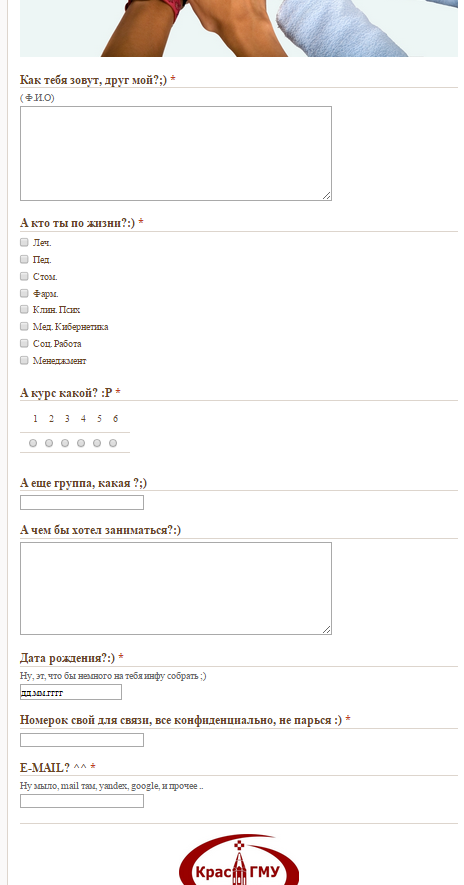 Как тебя зовут, друг мой?;) *
( Ф.И.О)
А кто ты по жизни?:) *
Леч.
Пед.
Стом.
Фарм.
Клин. Псих
Мед. Кибернетика
Соц. Работа
Менеджмент
А курс какой? :P *
1 2 3 4 5 6
А еще группа, какая ?;)
А чем бы хотел заниматься?:)
Дата рождения?:) *
Ну, эт, что бы немного на тебя инфу собрать ;)
дд.мм.гггг
Номерок свой для связи, все конфиденциально, не парься :) *
E-MAIL? ^^ *
Ну мыло, mail там, yandex, google, и прочее ..
Крас ГМУ